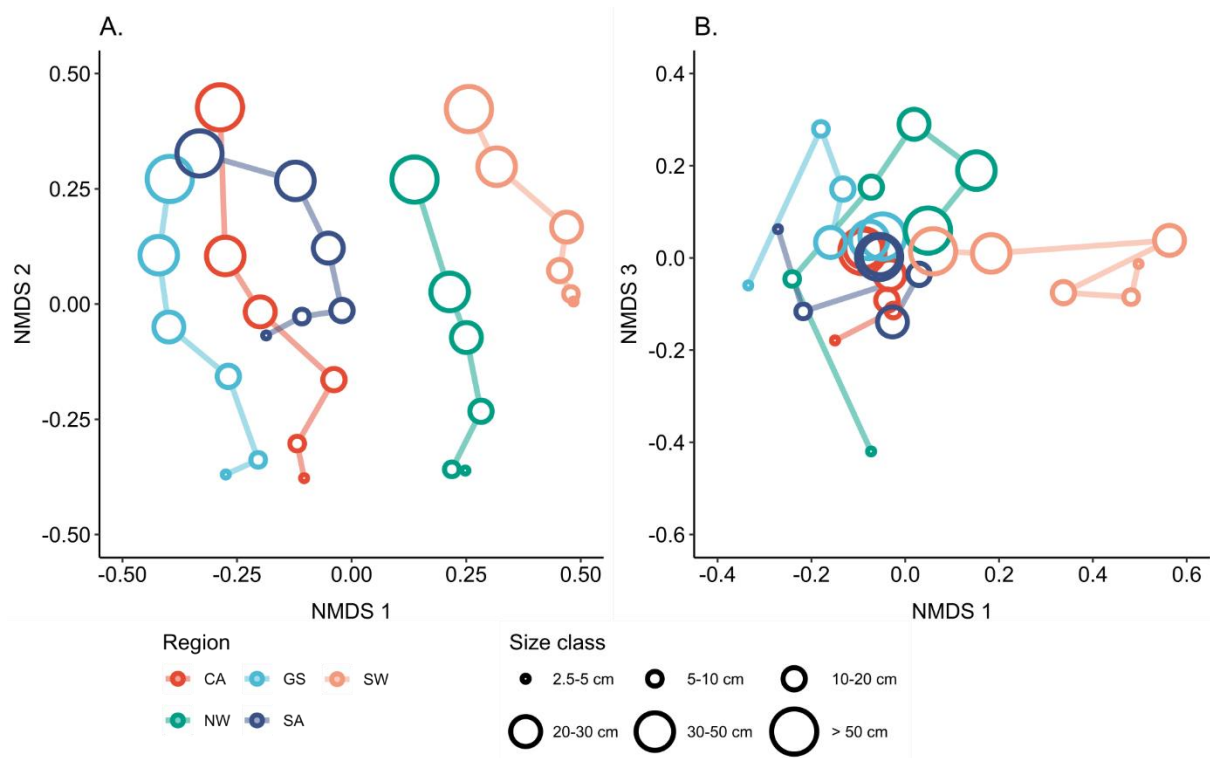 A.
0.50
0.25
0.00
-0.25
-0.50
NMDS 2
-0.50 -0.25 0.00 0.25 0.50
NMDS 1
B.
0.4
0.2
0.0
-0.2
-0.4
-0.6
NMDS 3
-0.4 -0.2 0.0 0.2 0.4 0.6
NMDS 1
Region
CA GS SW
NW SA
Size class
2.5-5 cm 5-10 cm 10-20 cm
20-30 cm 30-50 cm > 50 cm